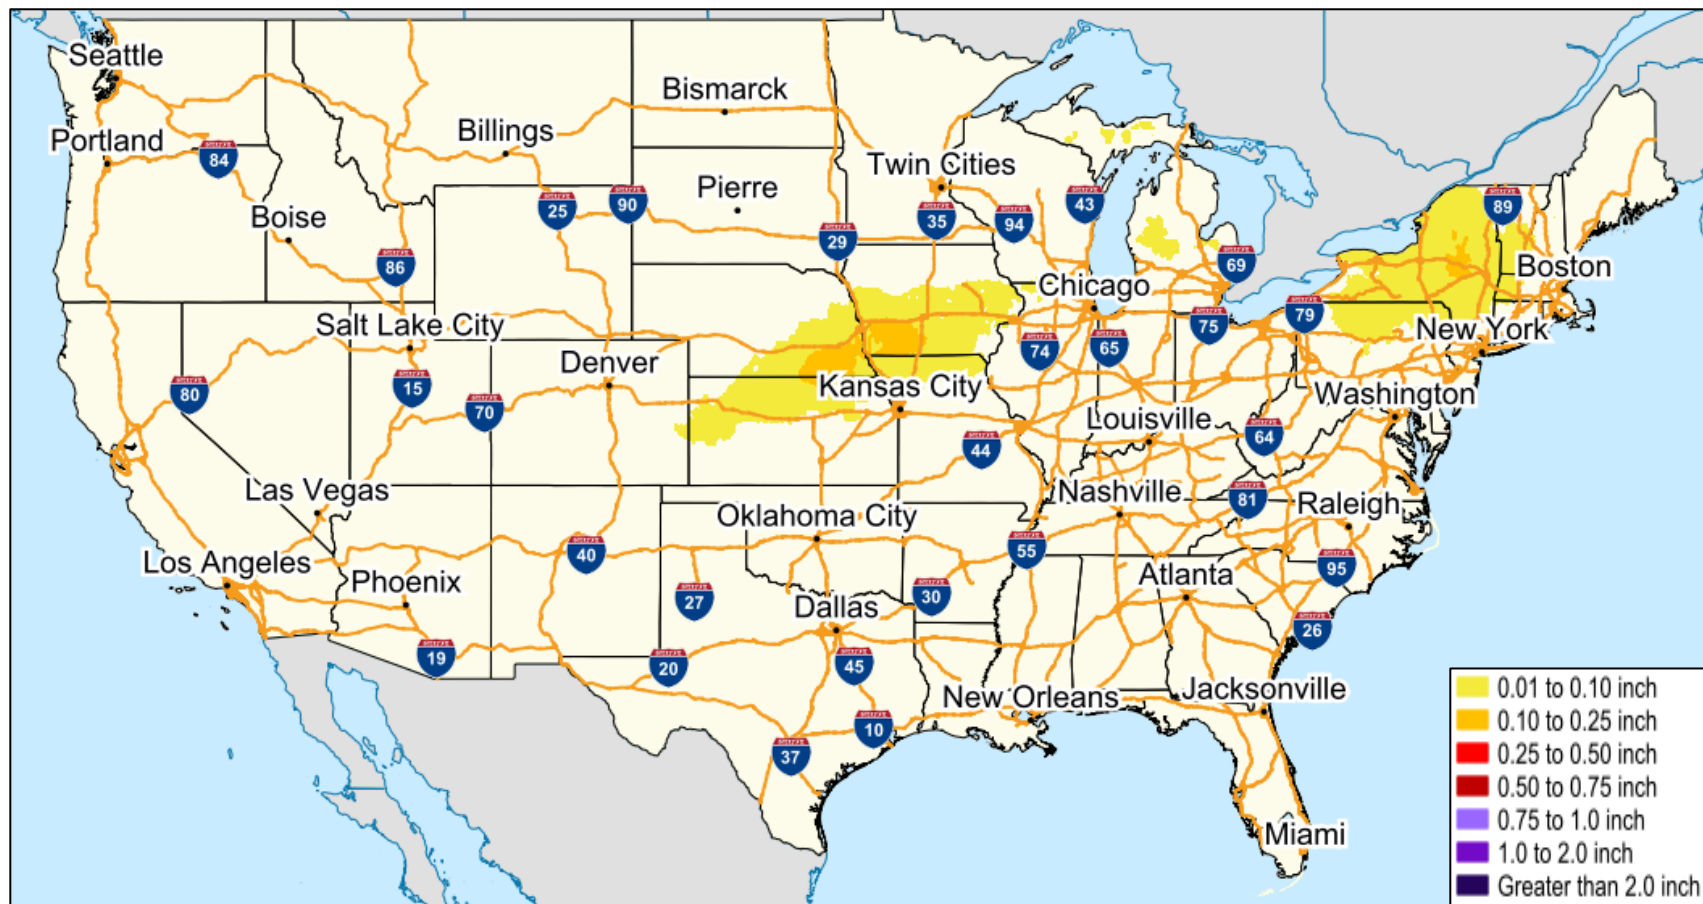 Seattle
Bismarck
Billings
Portland
84
Twin Cities
Pierre
25
90
43
89
Boise
35
94
29
86
69
Boston
Chicago
Salt Lake City
79
75
New York
Denver
74
65
15
80
Kansas City
Washington
70
Louisville
64
44
Las Vegas
Nashville
81
Raleigh
Oklahoma City
40
55
Los Angeles
Phoenix
Atlanta
95
27
30
Dallas
26
19
20
45
New Orleans
Jacksonville
10
37
Miami
0.01 to 0.10 inch
0.10 to 0.25 inch
0.25 to 0.50 inch
0.50 to 0.75 inch
0.75 to 1.0 inch
1.0 to 2.0 inch
Greater than 2.0 inch